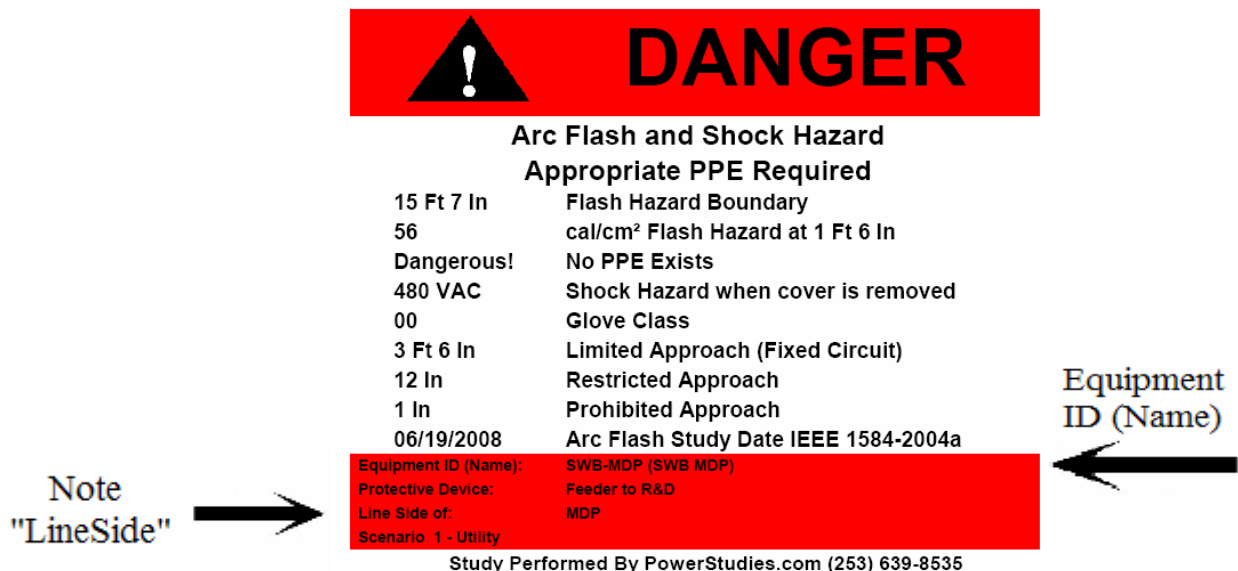 DANGER
Arc Flash and Shock Hazard
Appropriate PPE Required
15 Ft 7 In Flash Hazard Boundary
56 cal/cm² Flash Hazard at 1 Ft 6 In
Dangerous! No PPE Exists
480 VAC Shock Hazard when cover is removed
00 Glove Class
3 Ft 6 In Limited Approach (Fixed Circuit)
12 In Restricted Approach
1 In Prohibited Approach
06/19/2008 Arc Flash Study Date IEEE 1584-2004a
Equipment ID (Name): SWB-MDP (SWB MDP)
Protective Device: Feeder to R&D
Line Side of: MDP
Scenario 1 - Utility
Study Performed By PowerStudies.com (253) 639-8535
Note
"LineSide"
Equipment
ID (Name)